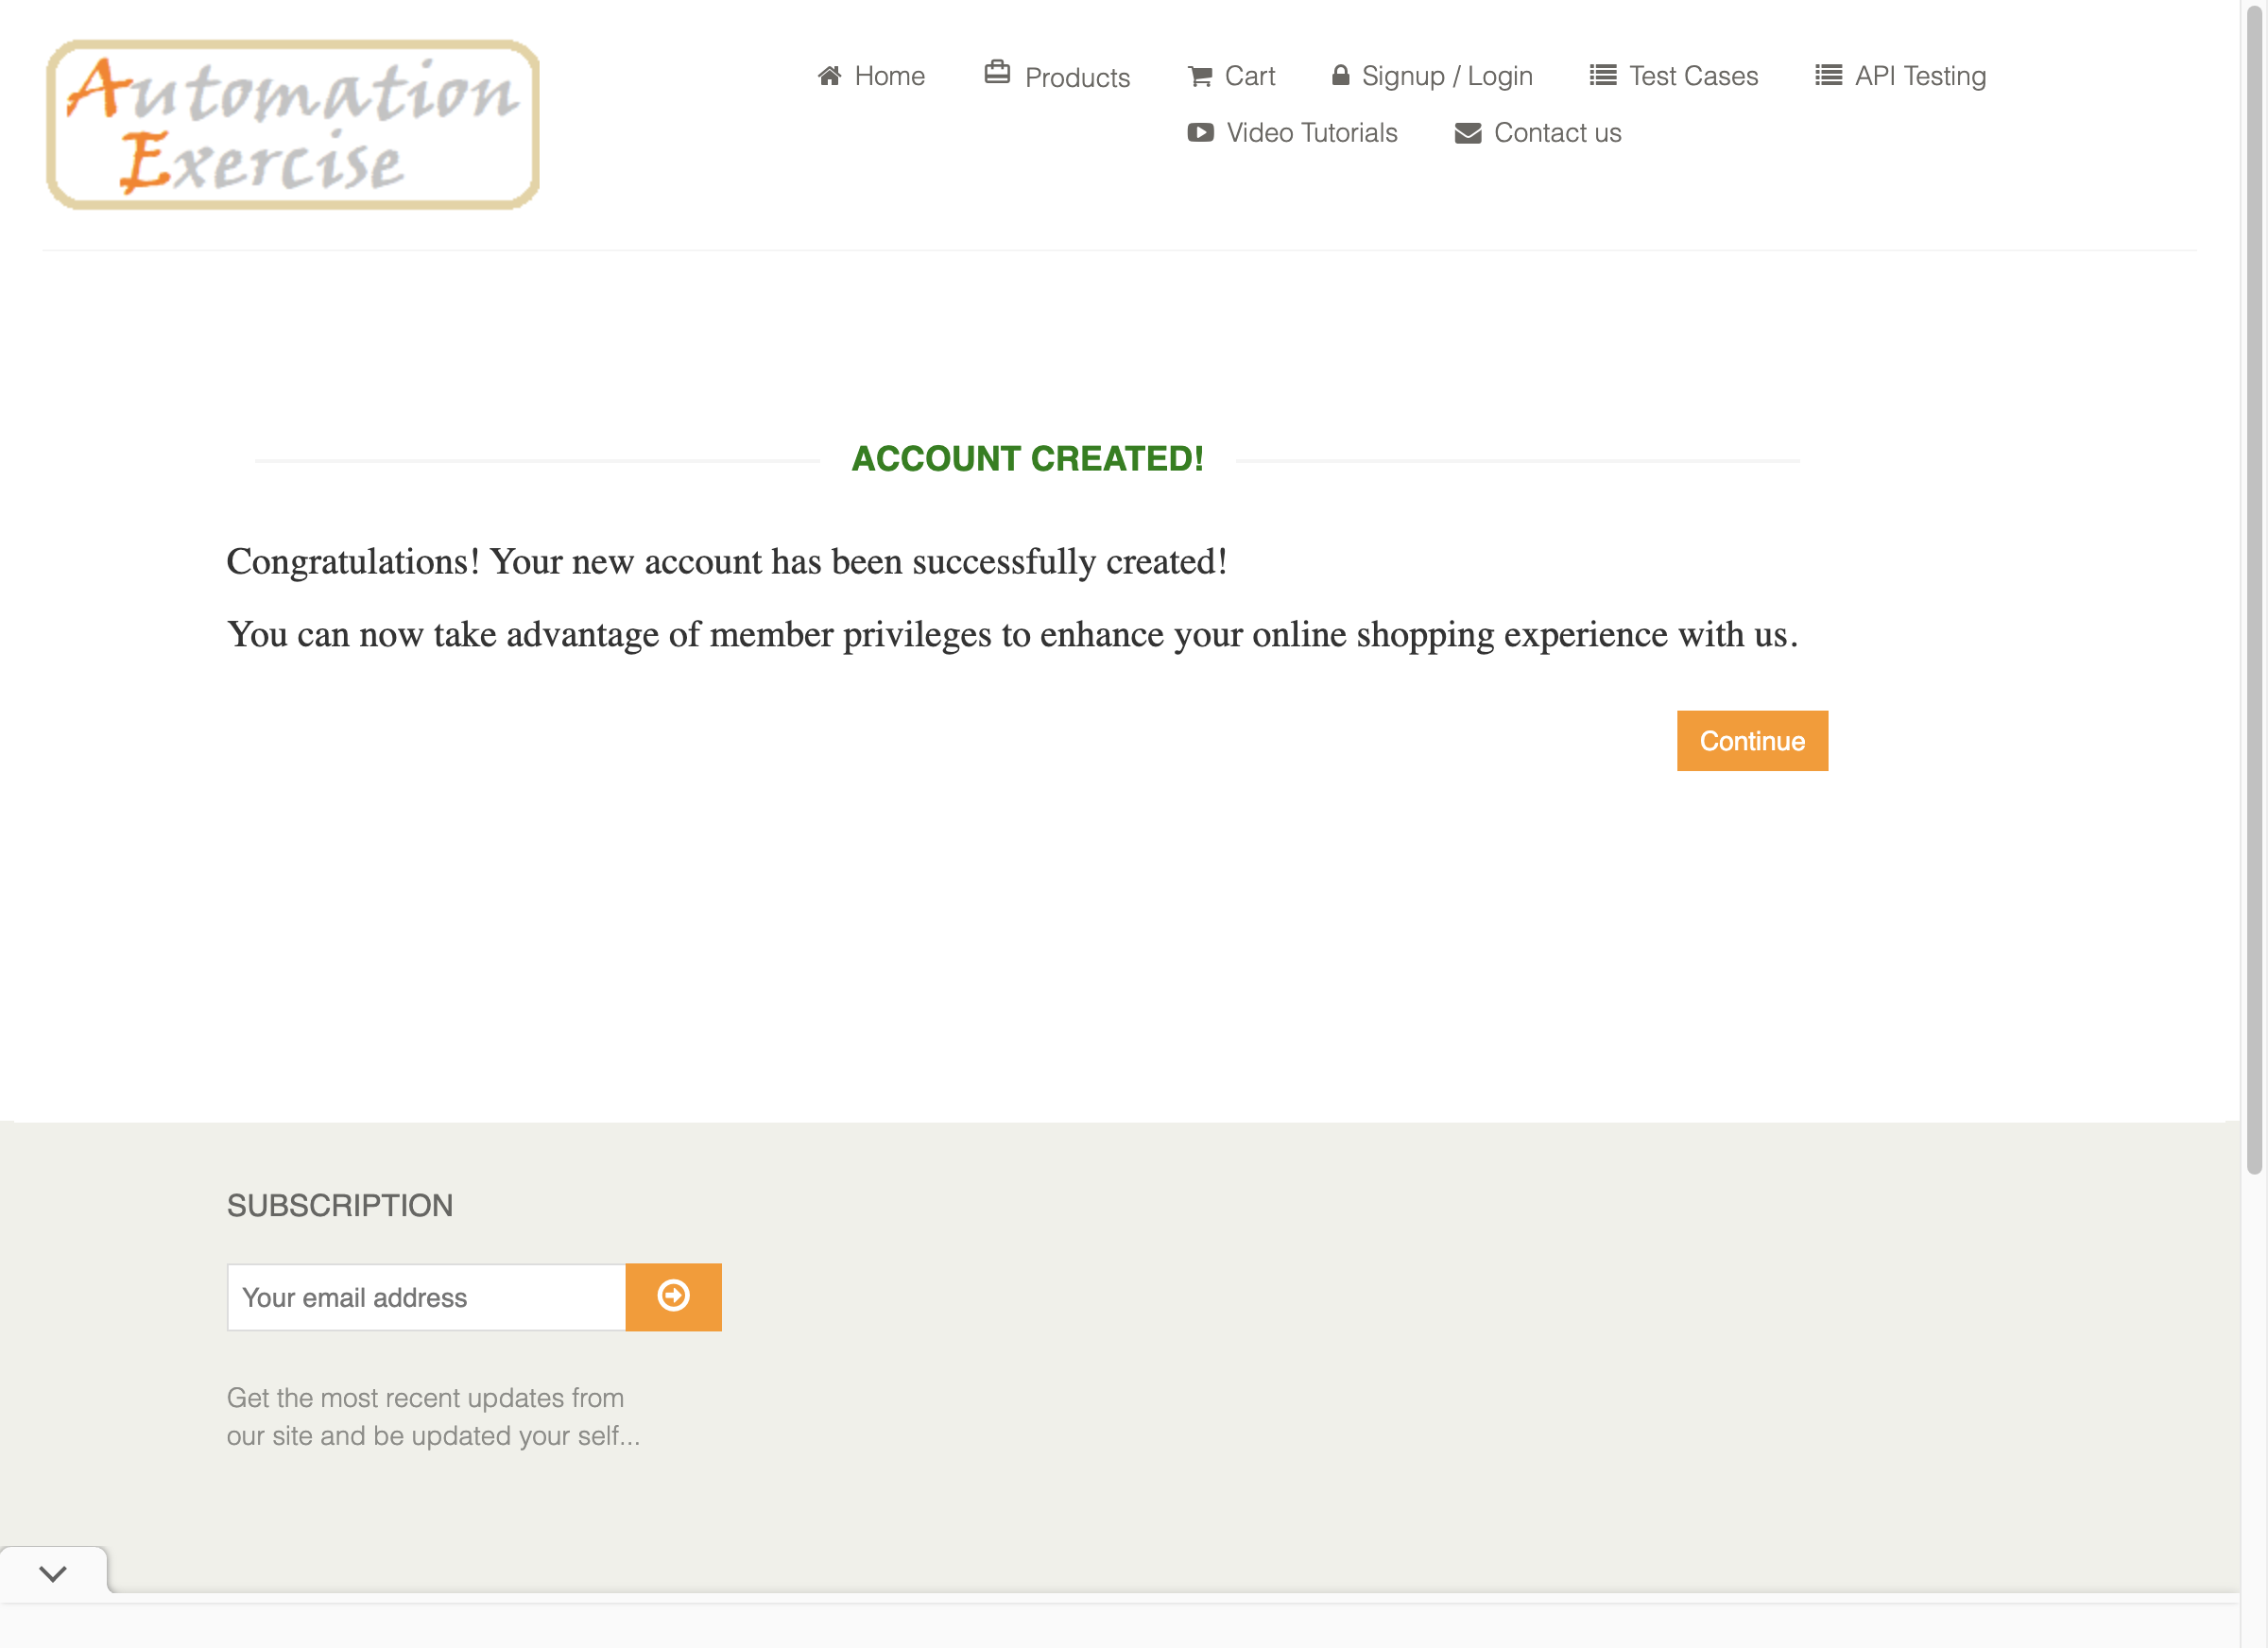 Automation
Exercise
Home Products Cart Signup / Login Test Cases API Testing
Video Tutorials Contact us
ACCOUNT CREATED!
Congratulations! Your new account has been successfully created!
You can now take advantage of member privileges to enhance your online shopping experience with us.
Continue
SUBSCRIPTION
Your email address
Get the most recent updates from
our site and be updated your self...